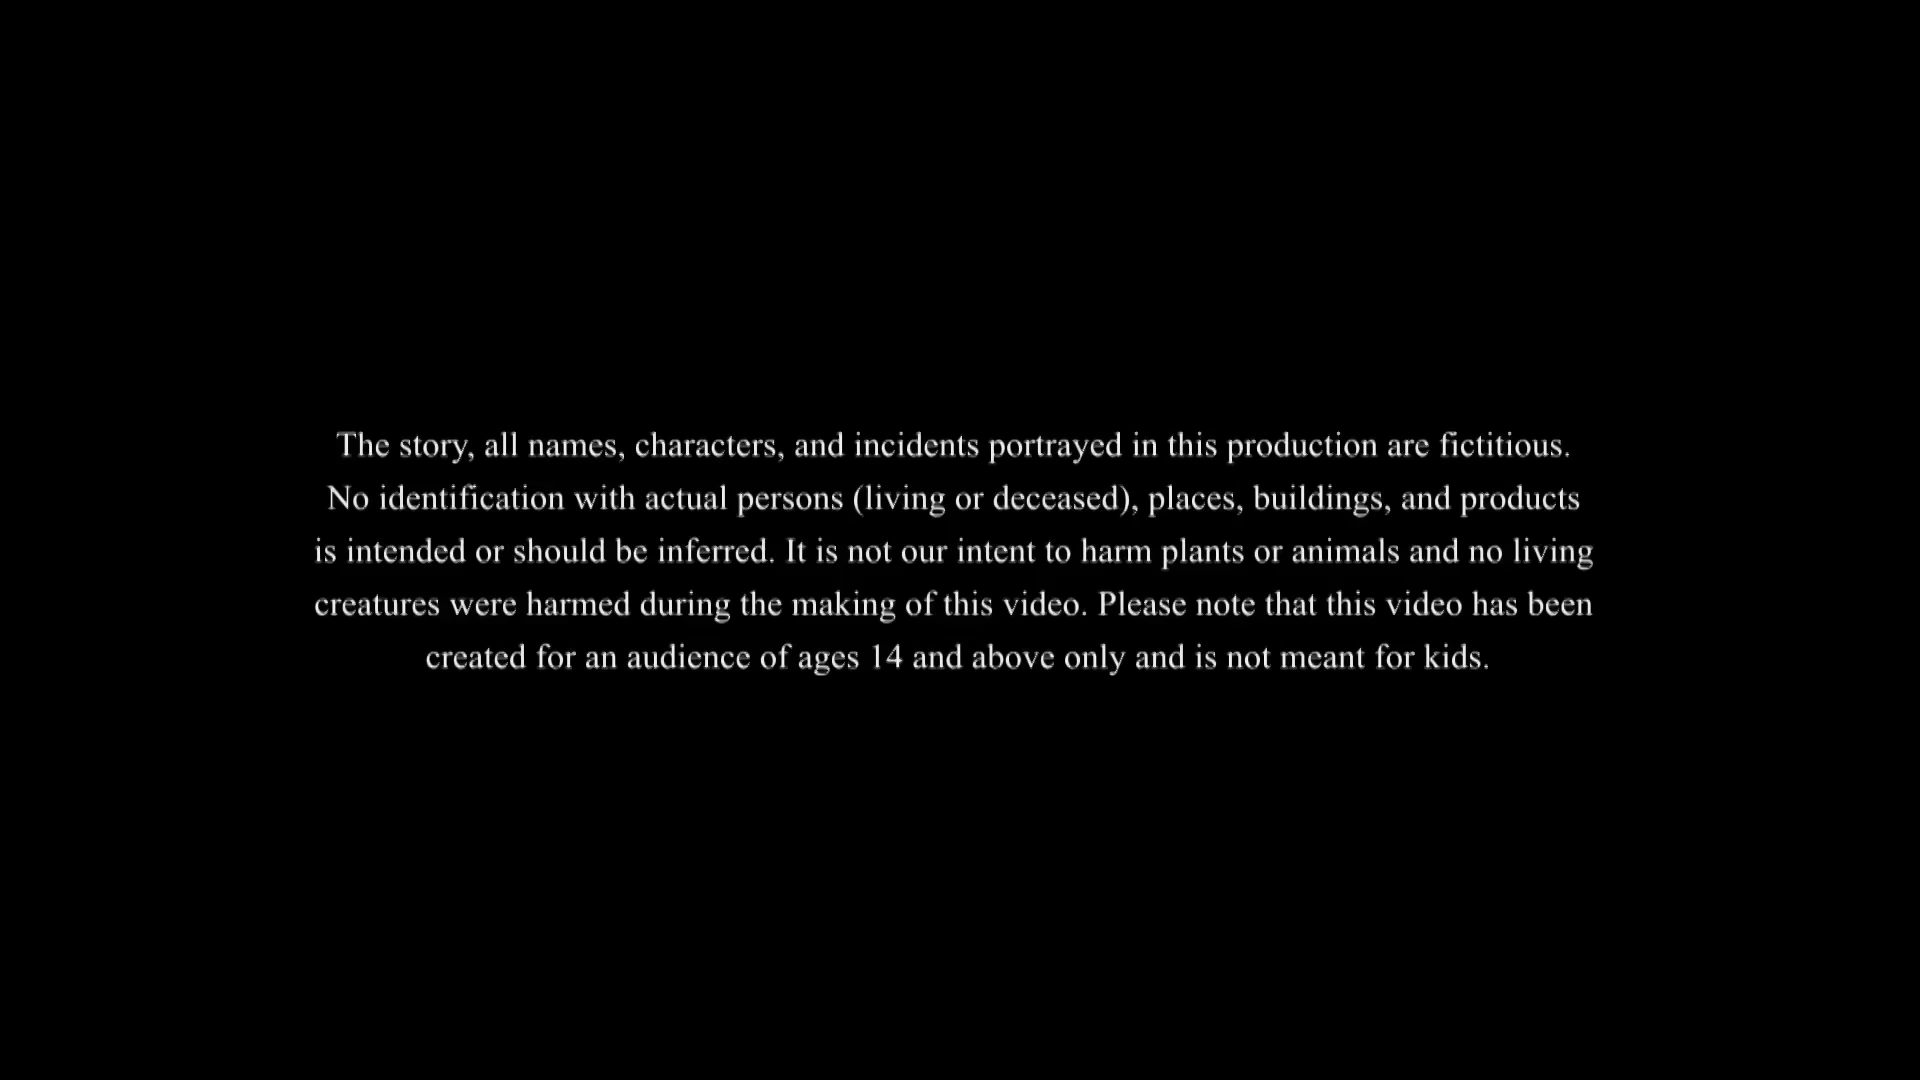 The story, all names, characters, and incidents portrayed in this production are fictitious.
No identification with actual persons (living or deceased), places, buildings, and products
is intended or should be inferred. It is not our intent to harm plants or animals and no living
creatures were harmed during the making of this video. Please note that this video has been
created for an audience of ages 14 and above only and is not meant for kids.